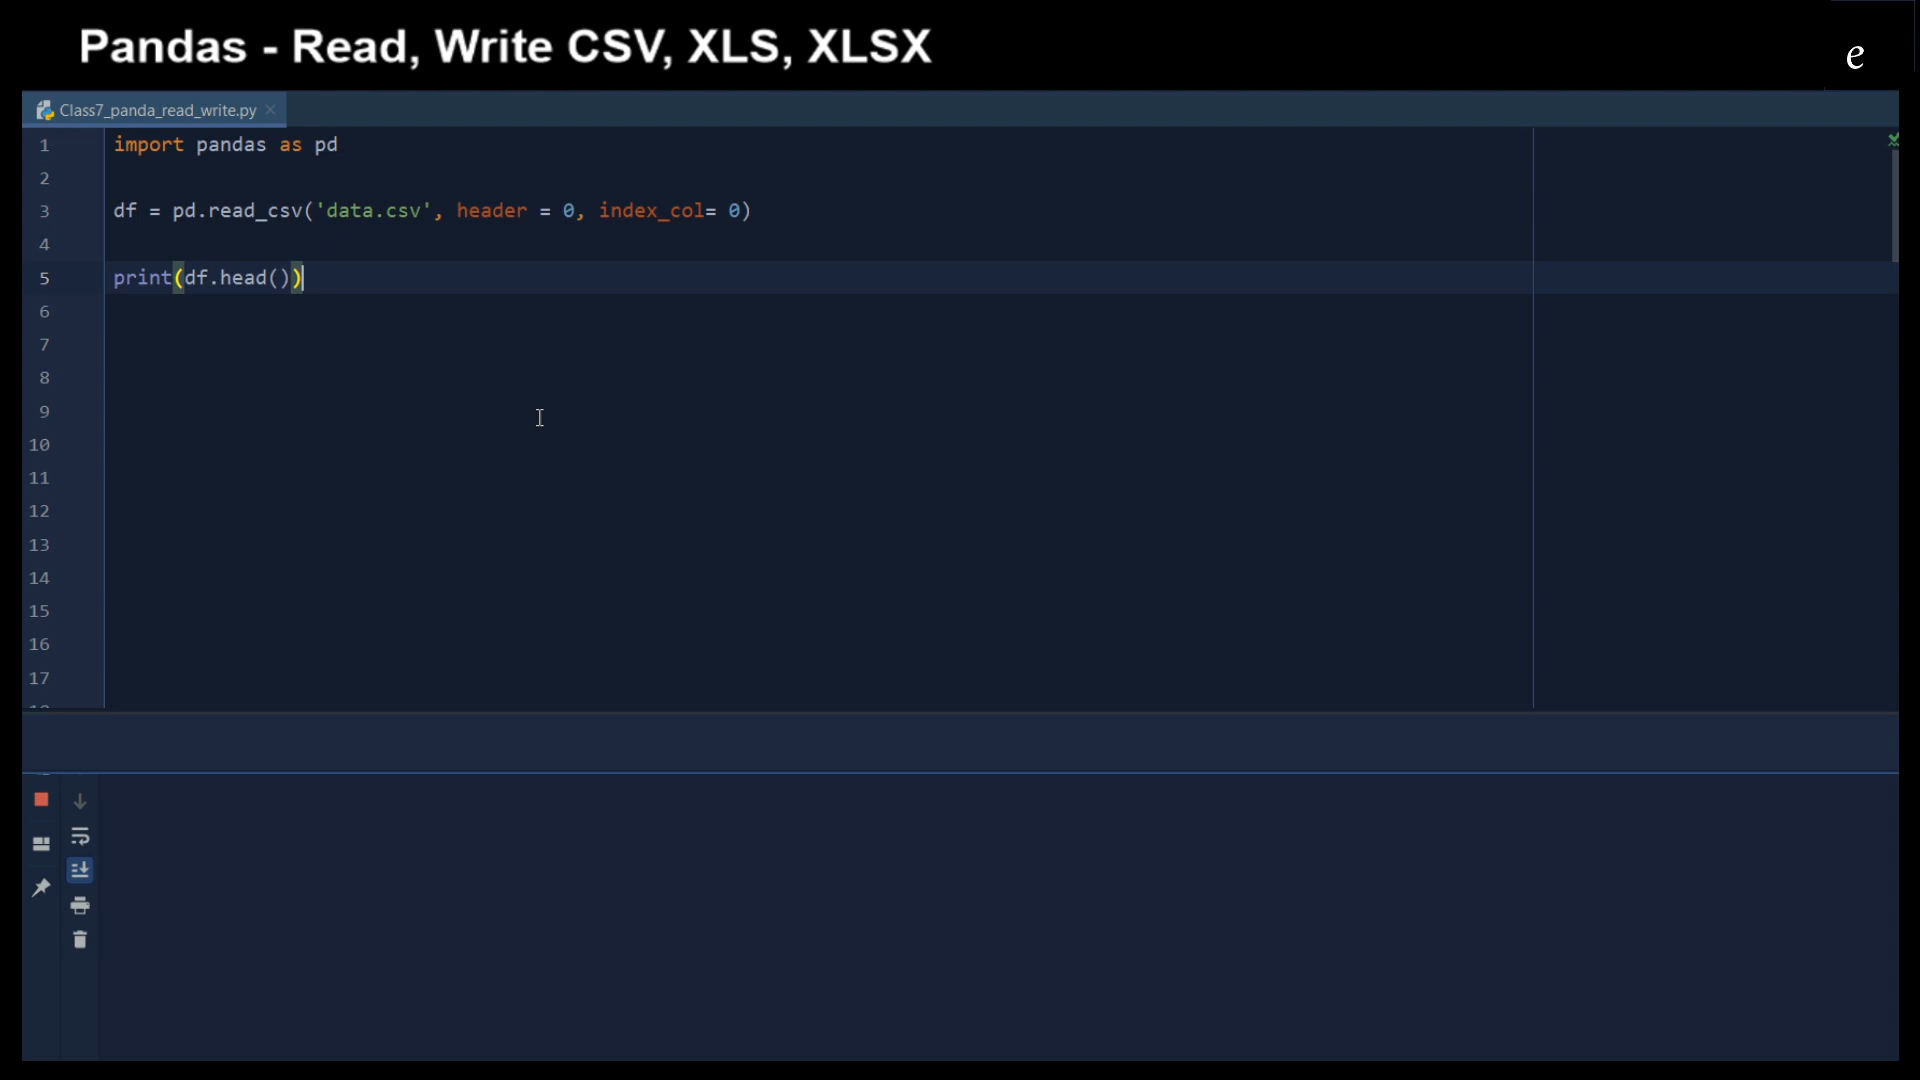 Pandas - Read, Write CSV, XLS, XLSX
e
Class7_panda_read_write.py
1 import pandas as pd
2
3 df = pd.read_csv('data.csv', header = 0, index_col= 0)
4
5 print(df.head())
6
7
8
9
10
11
12
13
14
15
16
17